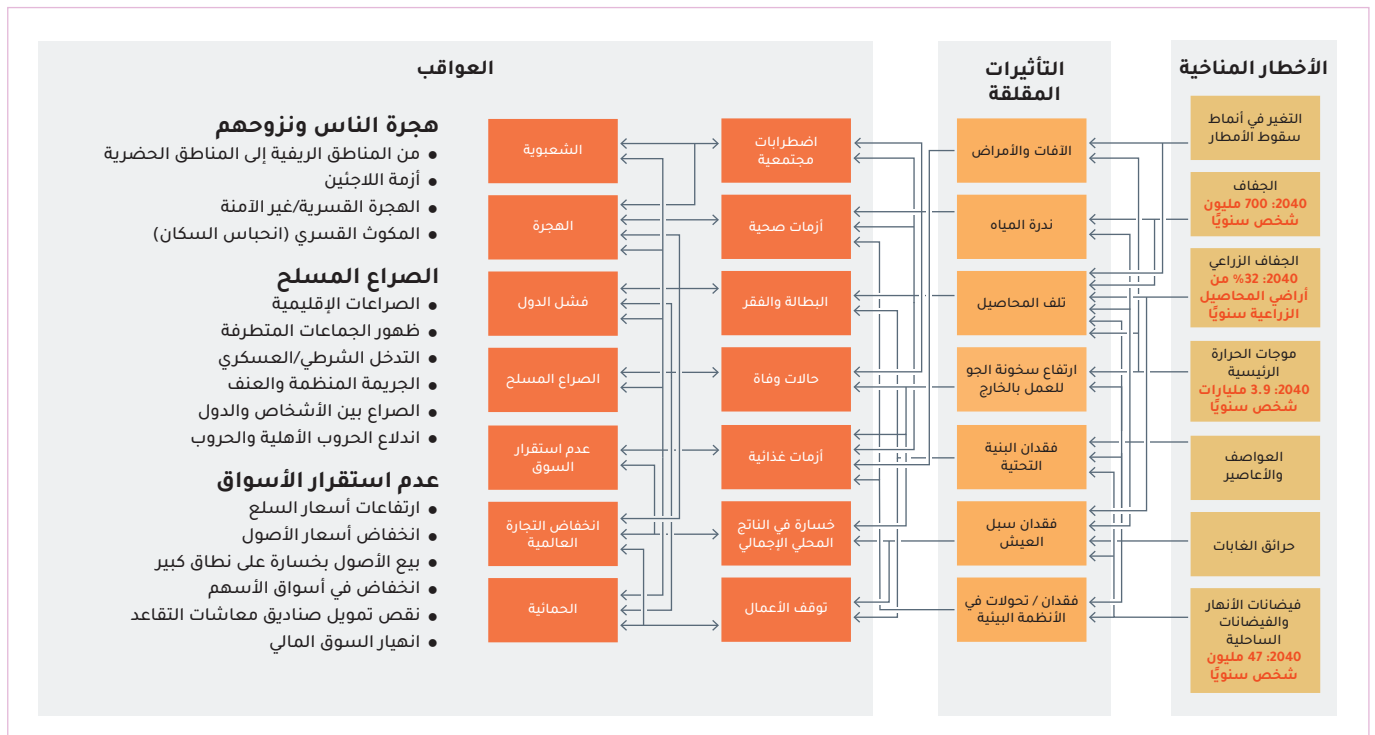 الأخطار المناخية
التغير في أنماط
سقوط الأمطار
الجفاف
2040: 700 مليون
شخص سنويًا
الجفاف الزراعي
2040: 32% من
أراضي المحاصيل
الزراعية سنويًا
موجات الحرارة
الرئيسية
2040: 3.9 مليارات
شخص سنويًا
العواصف
والأعاصير
حرائق الغابات
فيضانات الأنهار
والفيضانات
الساحلية
2040: 47 مليون
شخص سنويًا
التأثيرات
المقلقة
الآفات والأمراض
ندرة المياه
تلف المحاصيل
ارتفاع سخونة الجو
للعمل بالخارج
فقدان البنية
التحتية
فقدان سبل
العيش
فقدان / تحولات في
الأنظمة البيئية
العواقب
اضطرابات
مجتمعية
أزمات صحية
البطالة والفقر
حالات وفاة
أزمات غذائية
خسارة في الناتج
المحلي الإجمالي
توقف الأعمال
الشعبوية
الهجرة
فشل الدول
الصراع المسلح
عدم استقرار
السوق
انخفاض التجارة
العالمية
الحمائية
هجرة الناس ونزوحهم
● من المناطق الريفية إلى المناطق الحضرية
● أزمة اللاجئين
● الهجرة القسرية/غير الآمنة
● المكوث القسري (انحباس السكان)
الصراع المسلح
● الصراعات الإقليمية
● ظهور الجماعات المتطرفة
● التدخل الشرطي/العسكري
● الجريمة المنظمة والعنف
● الصراع بين الأشخاص والدول
● اندلاع الحروب الأهلية والحروب
عدم استقرار الأسواق
● ارتفاعات أسعار السلع
● انخفاض أسعار الأصول
● بيع الأصول بخسارة على نطاق كبير
● انخفاض في أسواق الأسهم
● نقص تمويل صناديق معاشات التقاعد
● انهيار السوق المالي